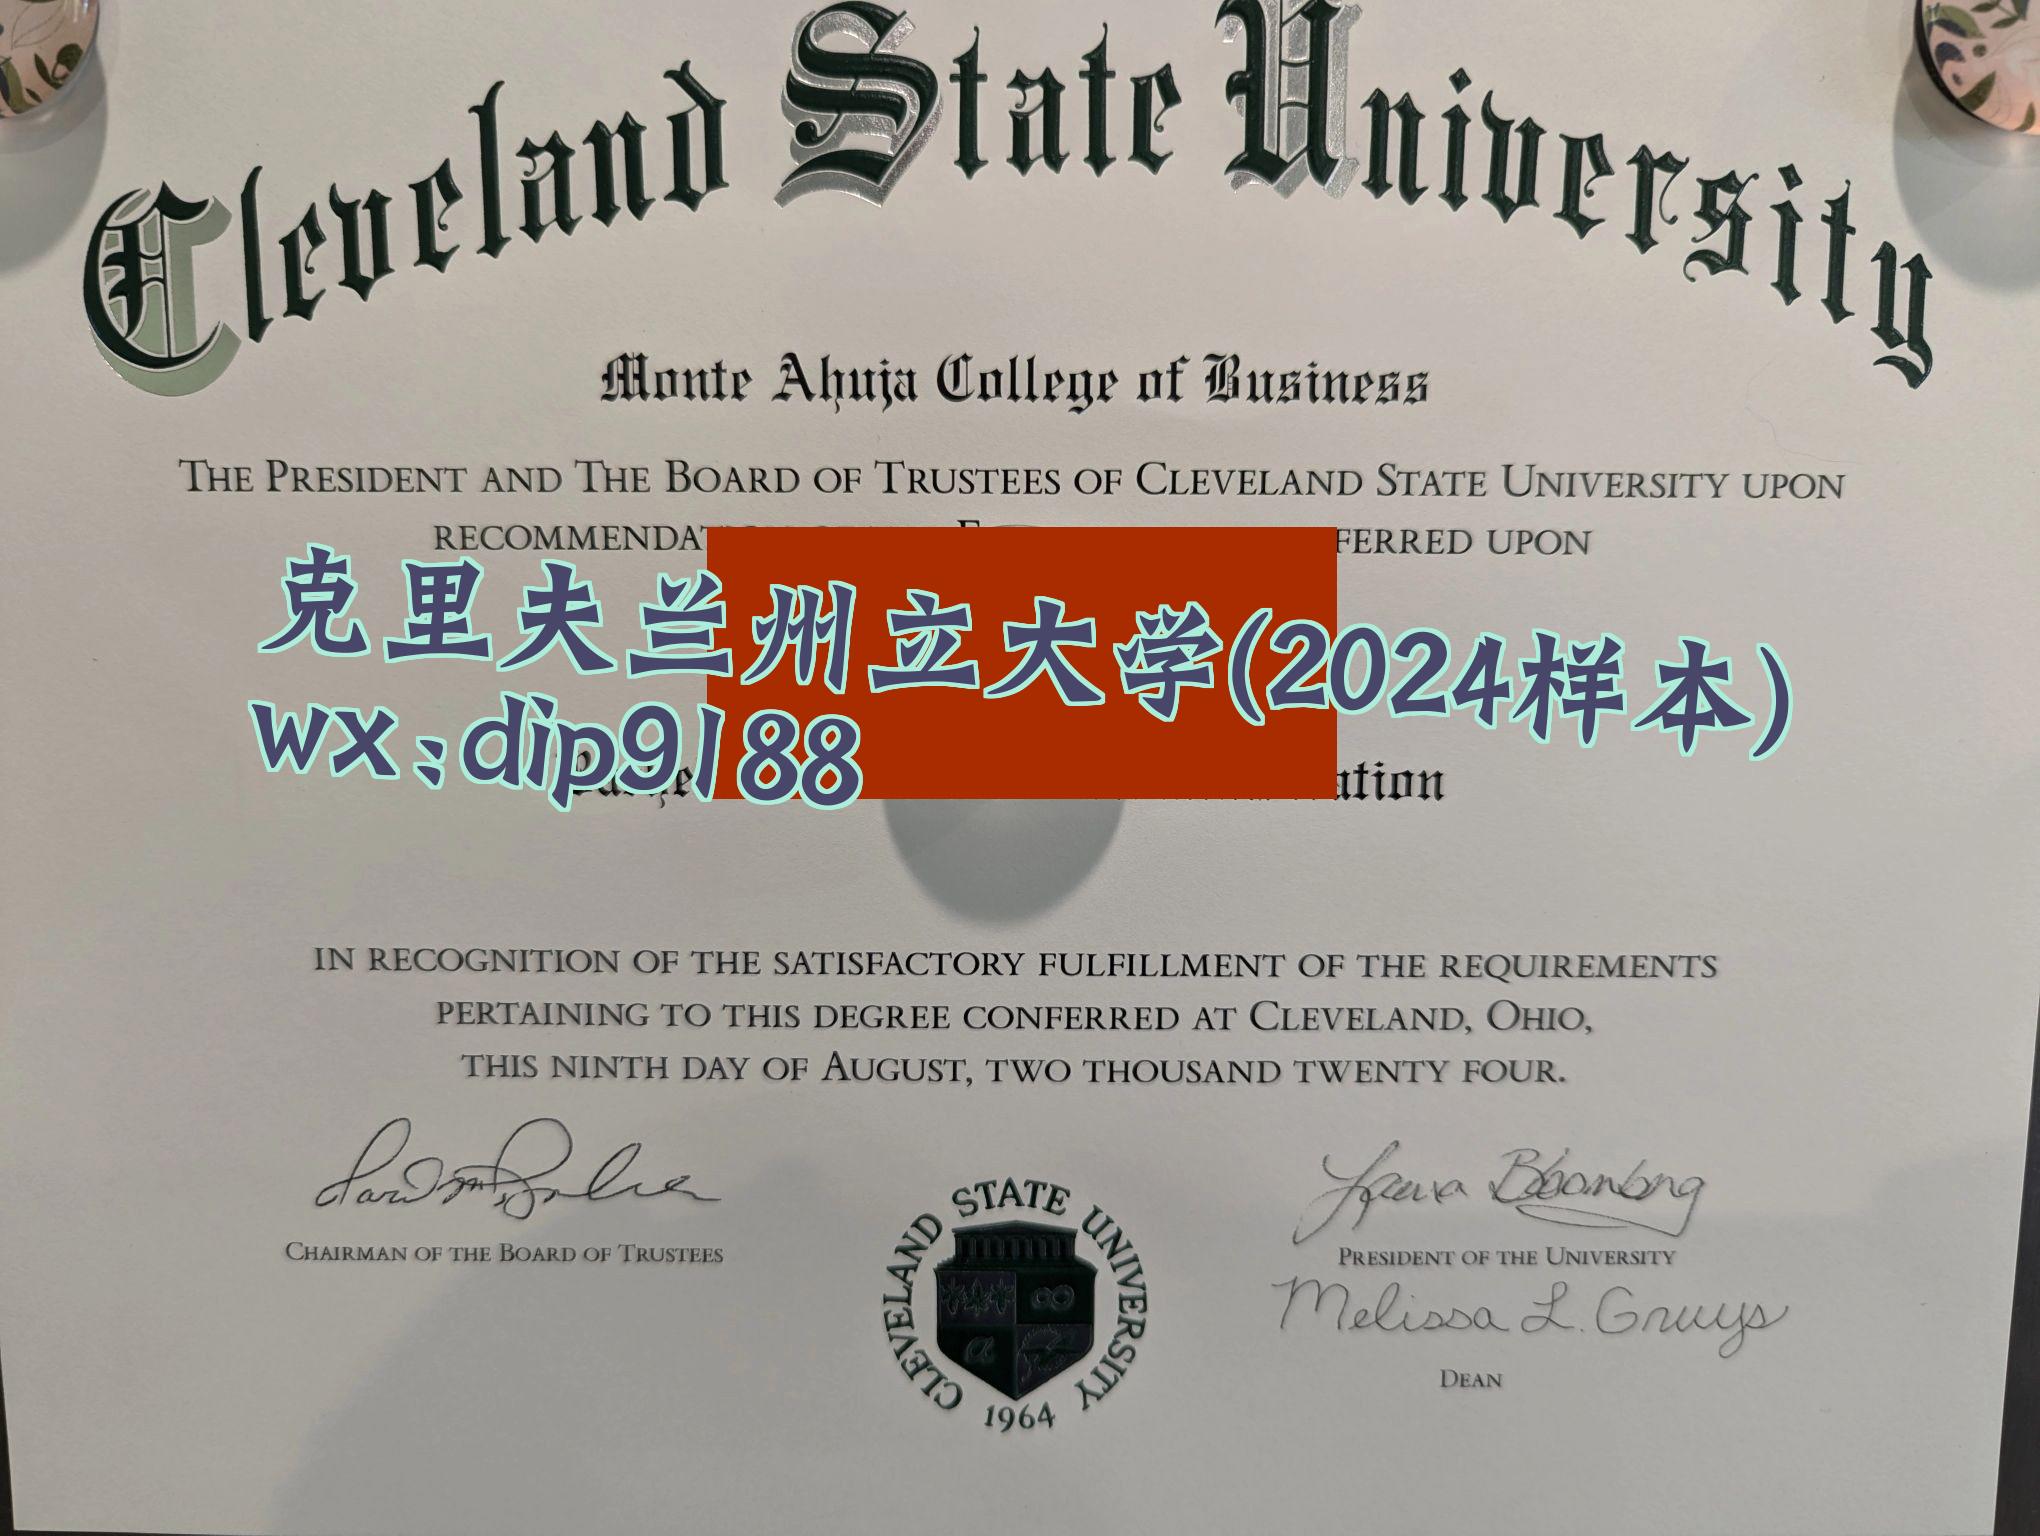 Cleveland State University
Monte Ahuja College of Business
THE PRESIDENT AND THE BOARD OF TRUSTEES OF CLEVELAND STATE UNIVERSITY UPON
UPON
克里夫兰州立大学(2024样本)
wx;dip9188
IN RECOGNITION OF THE SATISFACTORY FULFILLMENT OF THE REQUIREMENTS
PERTAINING TO THIS DEGREE CONFERRED AT CLEVELAND, OHIO,
THIS NINTH DAY OF AUGUST, TWO THOUSAND TWENTY FOUR.
CHAIRMAN OF THE BOARD OF TRUSTEES
Laura Bloomberg
PRESIDENT OF THE UNIVERSITY
Melissa L. Gruys
DEAN
CLEVELAND STATE UNIVERSITY
1964